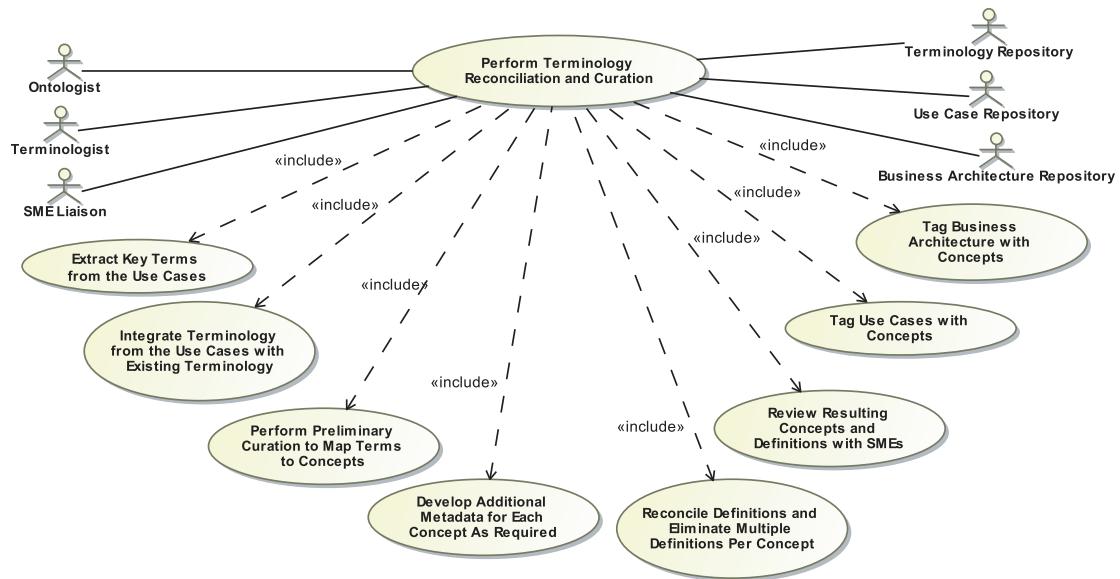 Perform Terminology
Reconciliation and Curation
Ontologist
Terminologist
SME Liaison
Terminology Repository
Use Case Repository
Business Architecture Repository
«include»
«include»
«include»
«include»
«include»
«include»
«include»
«include»
Extract Key Terms
from the Use Cases
Integrate Terminology
from the Use Cases with
Existing Terminology
Perform Preliminary
Curation to Map Terms
to Concepts
Develop Additional
Metadata for Each
Concept As Required
Reconcile Definitions and
Eliminate Multiple
Definitions Per Concept
Review Resulting
Concepts and
Definitions with SMEs
Tag Use Cases with
Concepts
Tag Business
Architecture with
Concepts